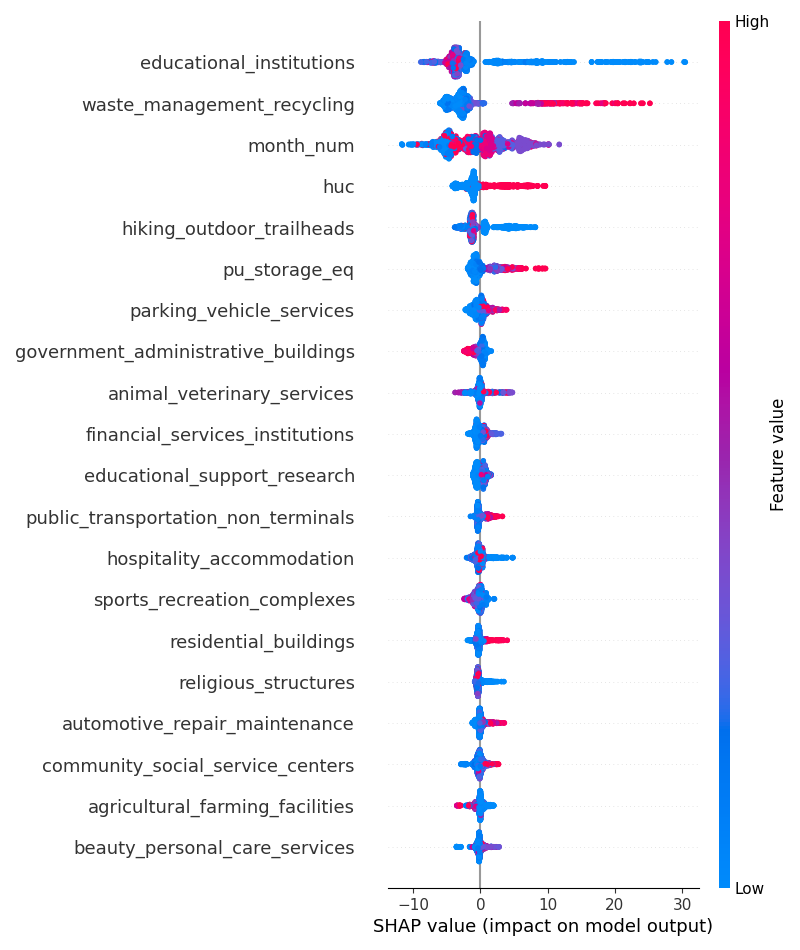 High
educational_institutions
waste_management_recycling
month_num
huc
hiking_outdoor_trailheads
pu_storage_eq
parking_vehicle_services
government_administrative_buildings
animal_veterinary_services
financial_services_institutions
educational_support_research
public_transportation_non_terminals
hospitality_accommodation
sports_recreation_complexes
residential_buildings
religious_structures
automotive_repair_maintenance
community_social_service_centers
agricultural_farming_facilities
beauty_personal_care_services
Feature value
Low
−10 0 10 20 30
SHAP value (impact on model output)